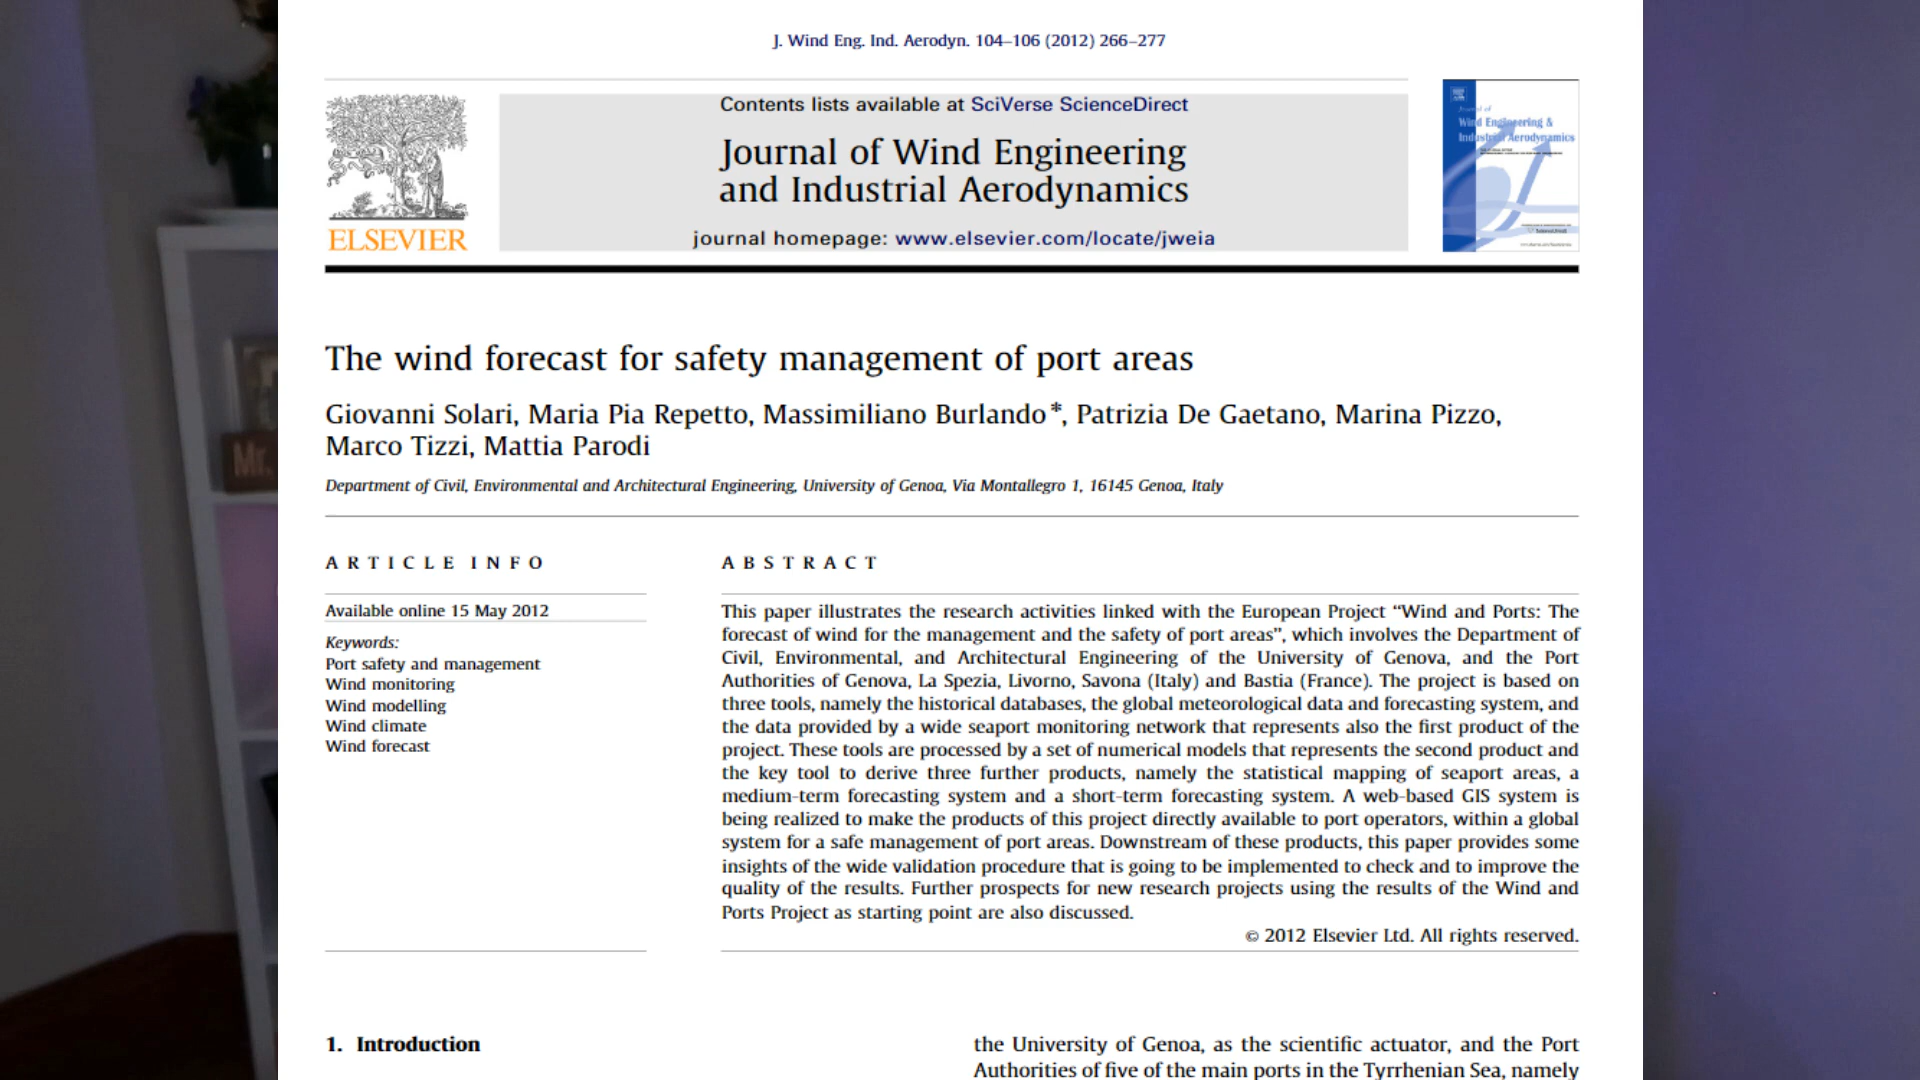 J. Wind Eng. Ind. Aerodyn. 104–106 (2012) 266–277
Contents lists available at SciVerse ScienceDirect
Journal of Wind Engineering
and Industrial Aerodynamics
journal homepage: www.elsevier.com/locate/jweia
ELSEVIER
Journal of
Wind Engineering &
Industrial Aerodynamics
The wind forecast for safety management of port areas
Giovanni Solari, Maria Pia Repetto, Massimiliano Burlando*, Patrizia De Gaetano, Marina Pizzo,
Marco Tizzi, Mattia Parodi
Department of Civil, Environmental and Architectural Engineering, University of Genoa, Via Montallegro 1, 16145 Genoa, Italy
ARTICLE INFO
Available online 15 May 2012
Keywords:
Port safety and management
Wind monitoring
Wind modelling
Wind climate
Wind forecast
ABSTRACT
This paper illustrates the research activities linked with the European Project “Wind and Ports: The
forecast of wind for the management and the safety of port areas”, which involves the Department of
Civil, Environmental, and Architectural Engineering of the University of Genova, and the Port
Authorities of Genova, La Spezia, Livorno, Savona (Italy) and Bastia (France). The project is based on
three tools, namely the historical databases, the global meteorological data and forecasting system, and
the data provided by a wide seaport monitoring network that represents also the first product of the
project. These tools are processed by a set of numerical models that represents the second product and
the key tool to derive three further products, namely the statistical mapping of seaport areas, a
medium-term forecasting system and a short-term forecasting system. A web-based GIS system is
being realized to make the products of this project directly available to port operators, within a global
system for a safe management of port areas. Downstream of these products, this paper provides some
insights of the wide validation procedure that is going to be implemented to check and to improve the
quality of the results. Further prospects for new research projects using the results of the Wind and
Ports Project as starting point are also discussed.
© 2012 Elsevier Ltd. All rights reserved.
1. Introduction
the University of Genoa, as the scientific actuator, and the Port
Authorities of five of the main ports in the Tyrrhenian Sea, namely
Mr.